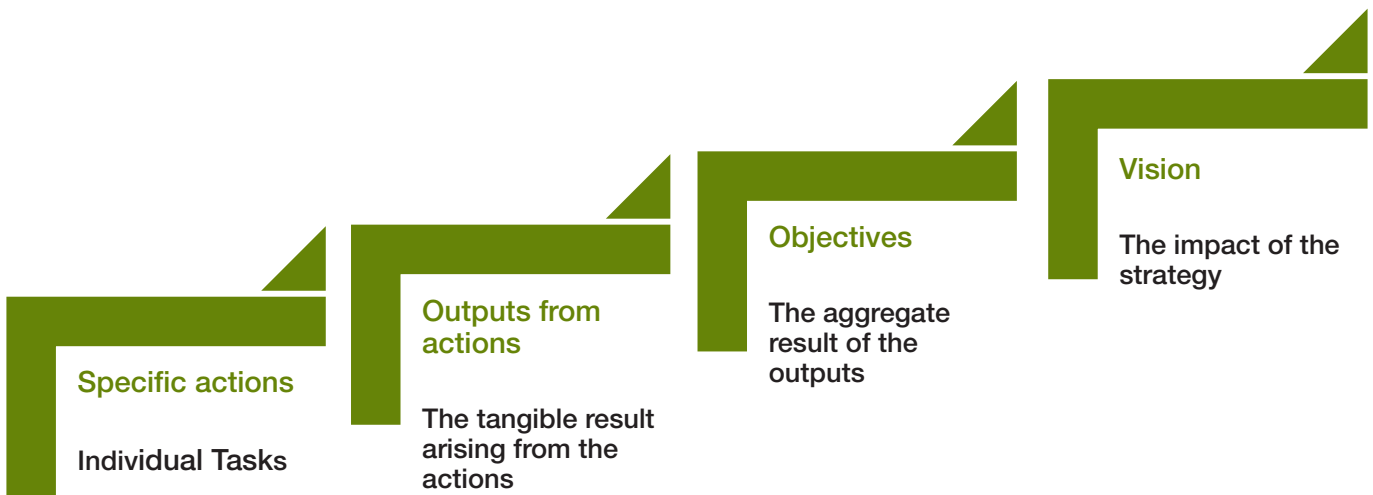 Specific actions
Individual Tasks
Outputs from
actions
The tangible result
arising from the
actions
Objectives
The aggregate
result of the
outputs
Vision
The impact of the
strategy